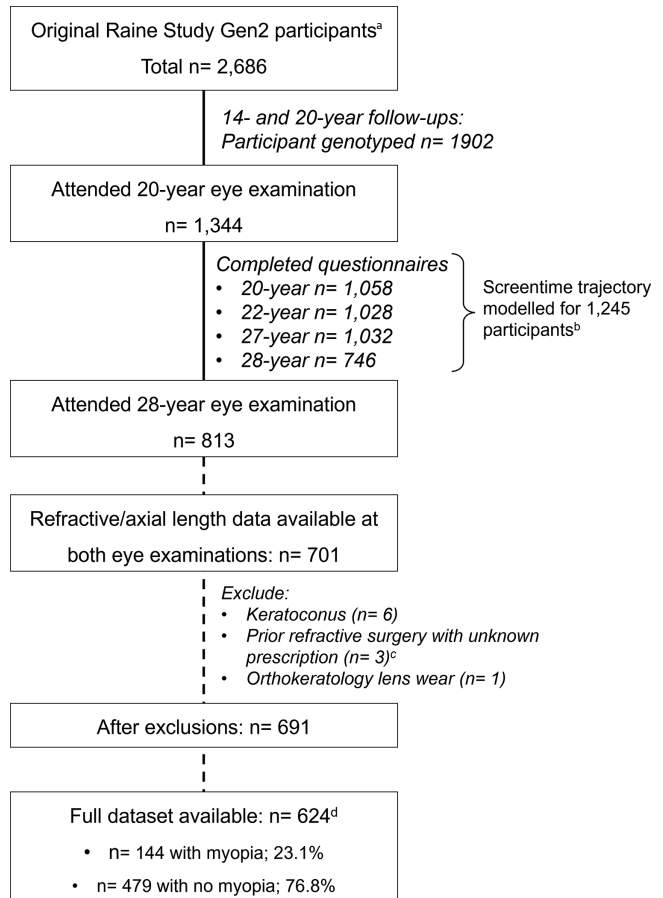 Original Raine Study Gen2 participantsᵃ
Total n= 2,686
14- and 20-year follow-ups:
Participant genotyped n= 1902
Attended 20-year eye examination
n= 1,344
Completed questionnaires
• 20-year n= 1,058
• 22-year n= 1,028
• 27-year n= 1,032
• 28-year n= 746
Screentime trajectory
modelled for 1,245
participantsᵇ
Attended 28-year eye examination
n= 813
Refractive/axial length data available at
both eye examinations: n= 701
Exclude:
• Keratoconus (n= 6)
• Prior refractive surgery with unknown
prescription (n= 3)ᶜ
• Orthokeratology lens wear (n= 1)
After exclusions: n= 691
Full dataset available: n= 624ᵈ
• n= 144 with myopia; 23.1%
• n= 479 with no myopia; 76.8%